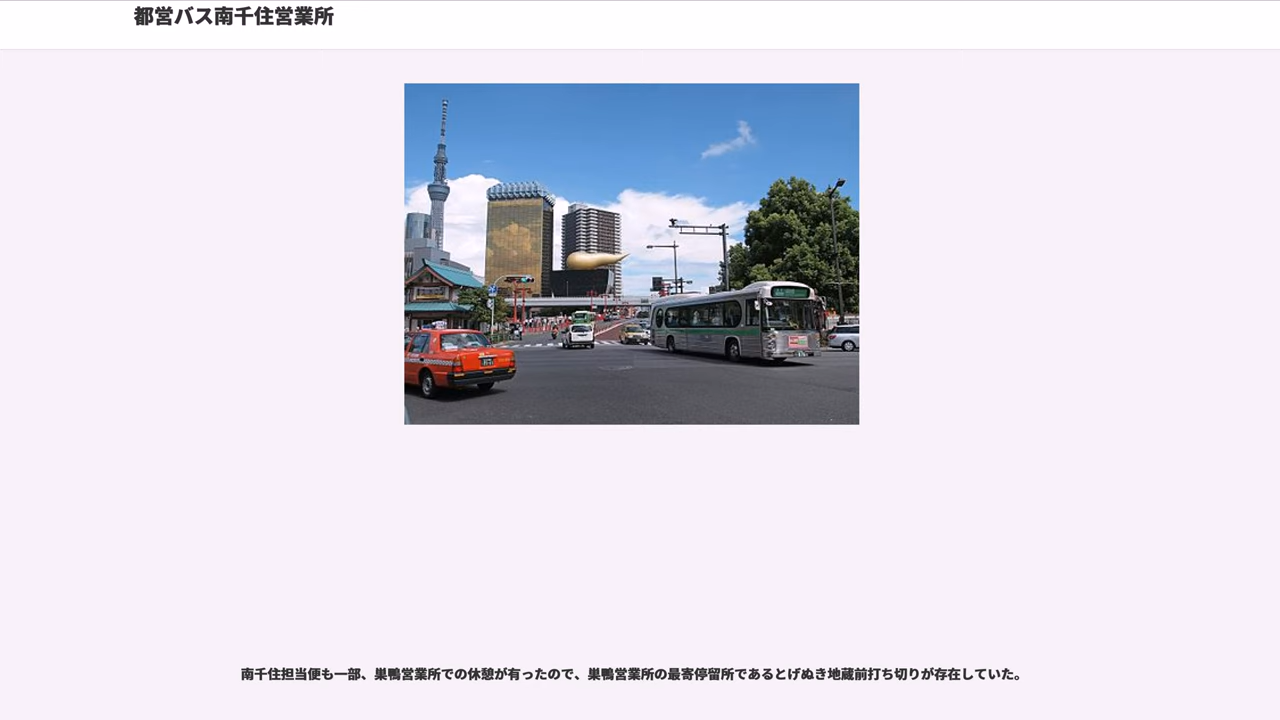 都営バス南千住営業所
南千住担当便も一部、巣鴨営業所での休憩が有ったので、巣鴨営業所の最寄停留所であるとげぬき地蔵前打ち切りが存在していた。